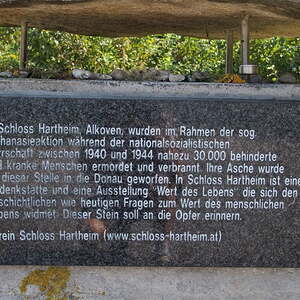 Schloss Hartheim, Alkoven, wurden im Rahmen der sog.
hanasieaktion während der nationalsozialistischen
rrschaft zwischen 1940 und 1944 nahezu 30.000 behinderte
kranke Menschen ermordet und verbrannt. Ihre Asche wurde
dieser Stelle in die Donau geworfen. In Schloss Hartheim ist eine
denkstätte und eine Ausstellung "Wert des Lebens" die sich den
schichtlichen wie heutigen Fragen zum Wert des menschlichen
bens widmet. Dieser Stein soll an die Opfer erinnern.
rein Schloss Hartheim (www.schloss-hartheim.at)